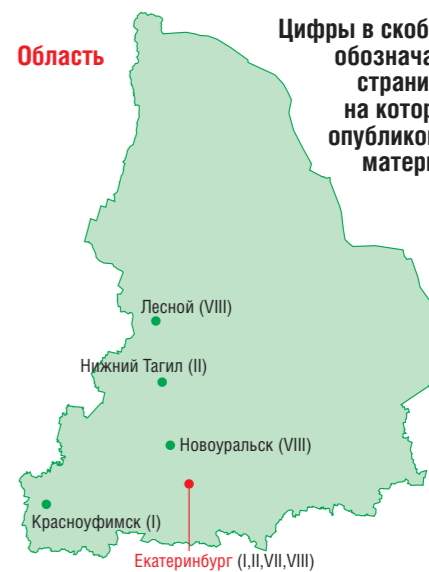 Цифры в скоб
Область
обознача
страни
на котор
опубликов
матери
Лесной (VIII)
Нижний Тагил (II)
Новоуральск (VIII)
Красноуфимск (I)
Екатеринбург (I,II,VII,VIII)